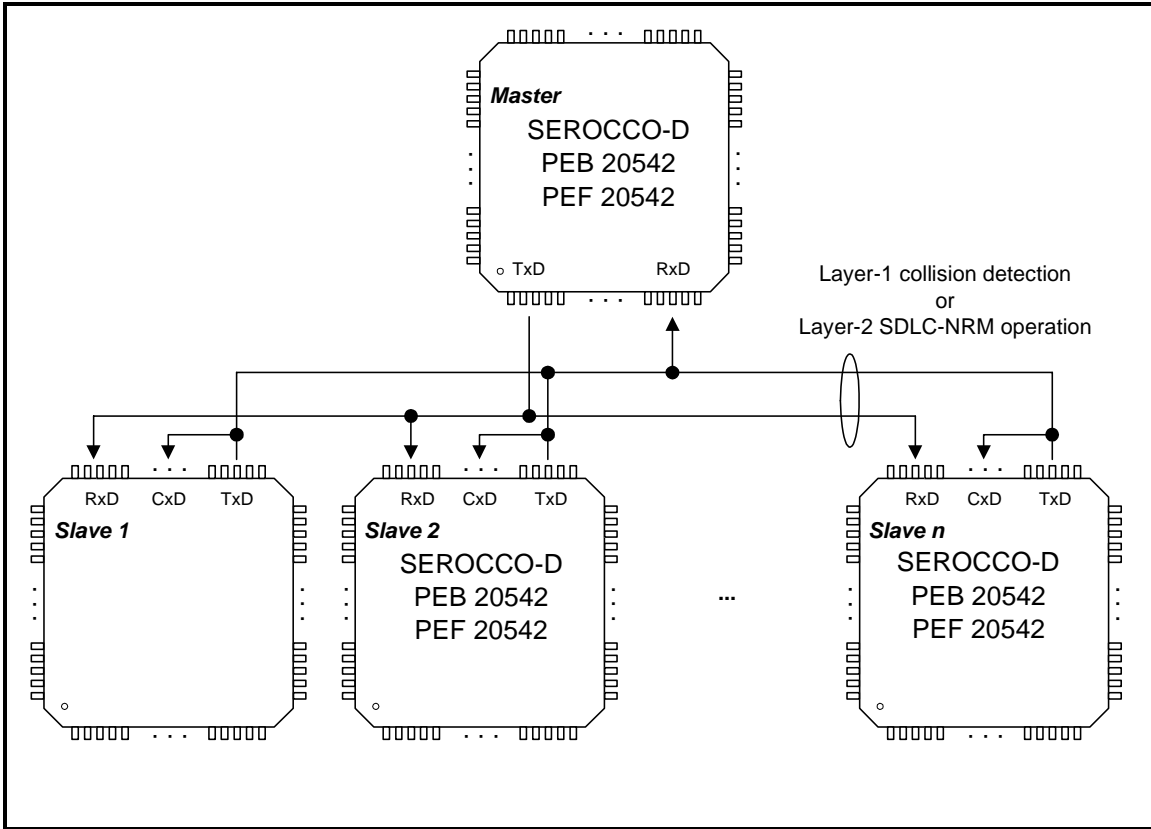 Master
SEROCCO-D
PEB 20542
PEF 20542
TxD RxD
Layer-1 collision detection
or
Layer-2 SDLC-NRM operation
RxD CxD TxD
Slave 1
RxD CxD TxD
Slave 2
SEROCCO-D
PEB 20542
PEF 20542
...
RxD CxD TxD
Slave n
SEROCCO-D
PEB 20542
PEF 20542